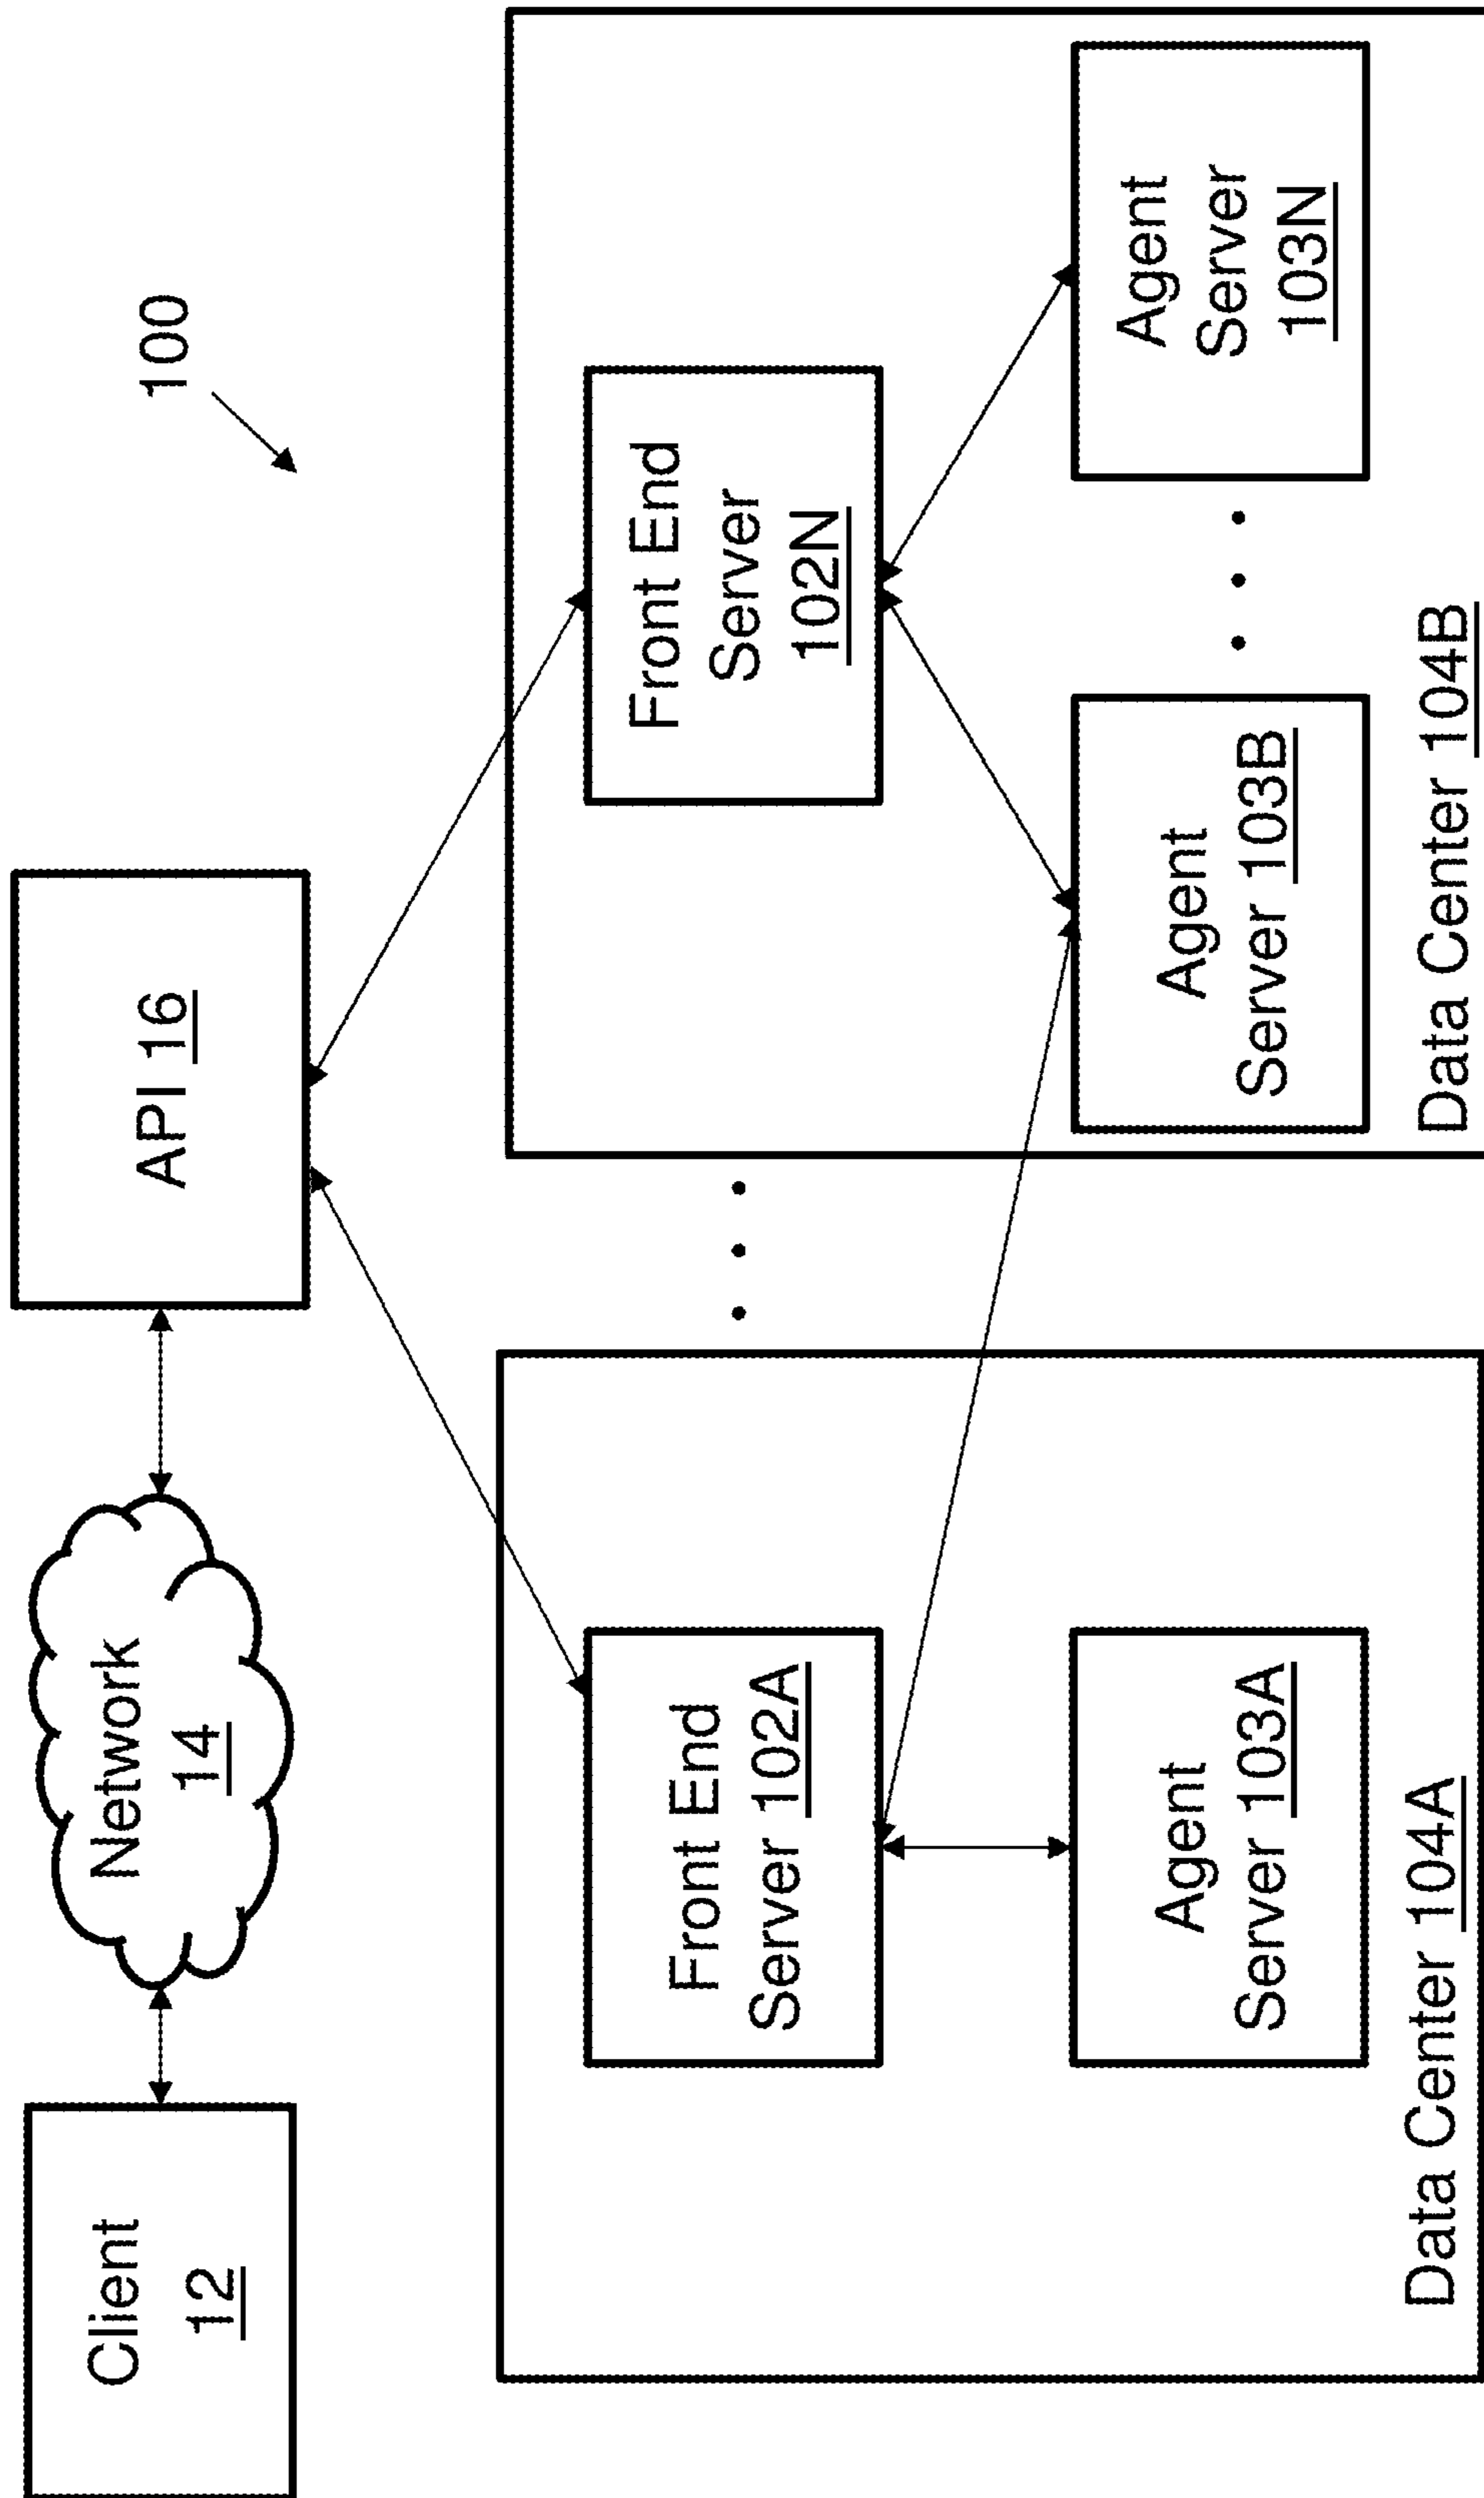 100
Client
12
Network
14
API 16
Front End
Server 102A
Front End
Server
102N
Agent
Server 103A
Agent
Server 103B
Agent
Server
103N
Data Center 104A
Data Center 104B